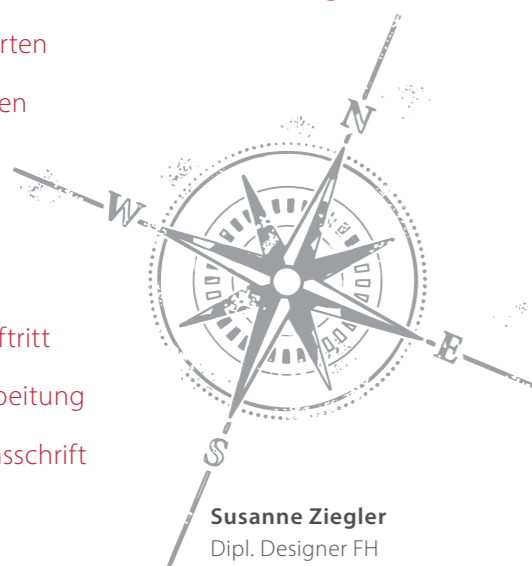 rten
en
N
W
ftritt
E
beitung
sschrift
S
Susanne Ziegler
Dipl. Designer FH